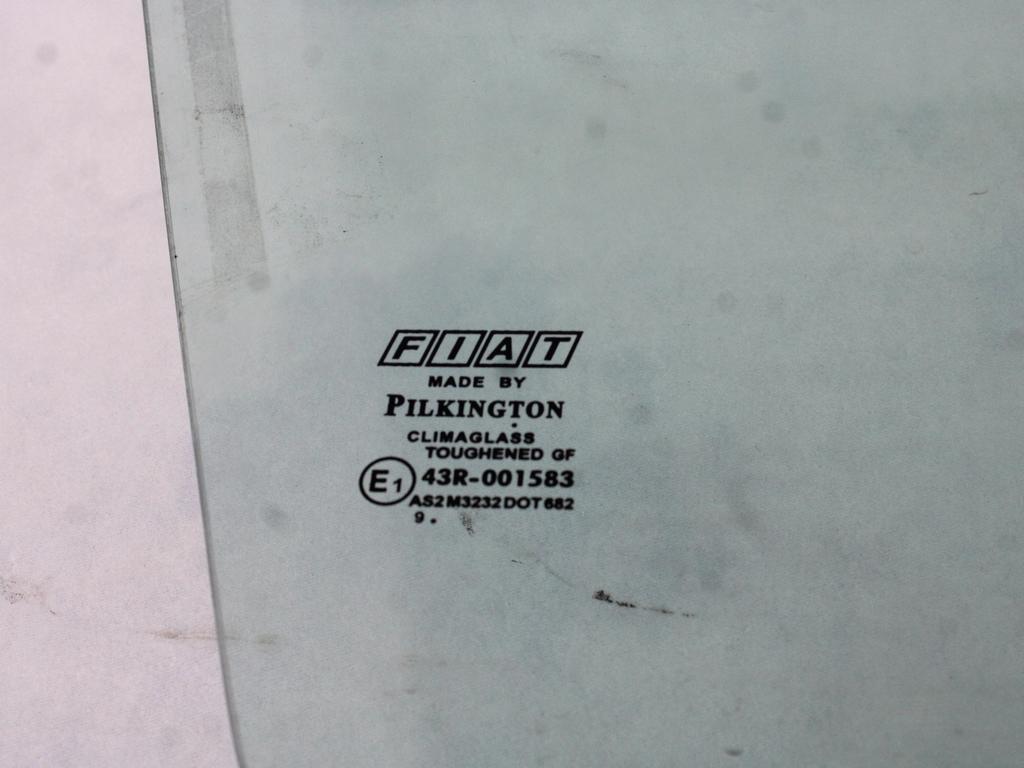 FIAT
MADE BY
PILKINGTON
CLIMAGLASS
TOUGHENED GF
E1 43R-001583
AS2 M3232 DOT 682
9 .